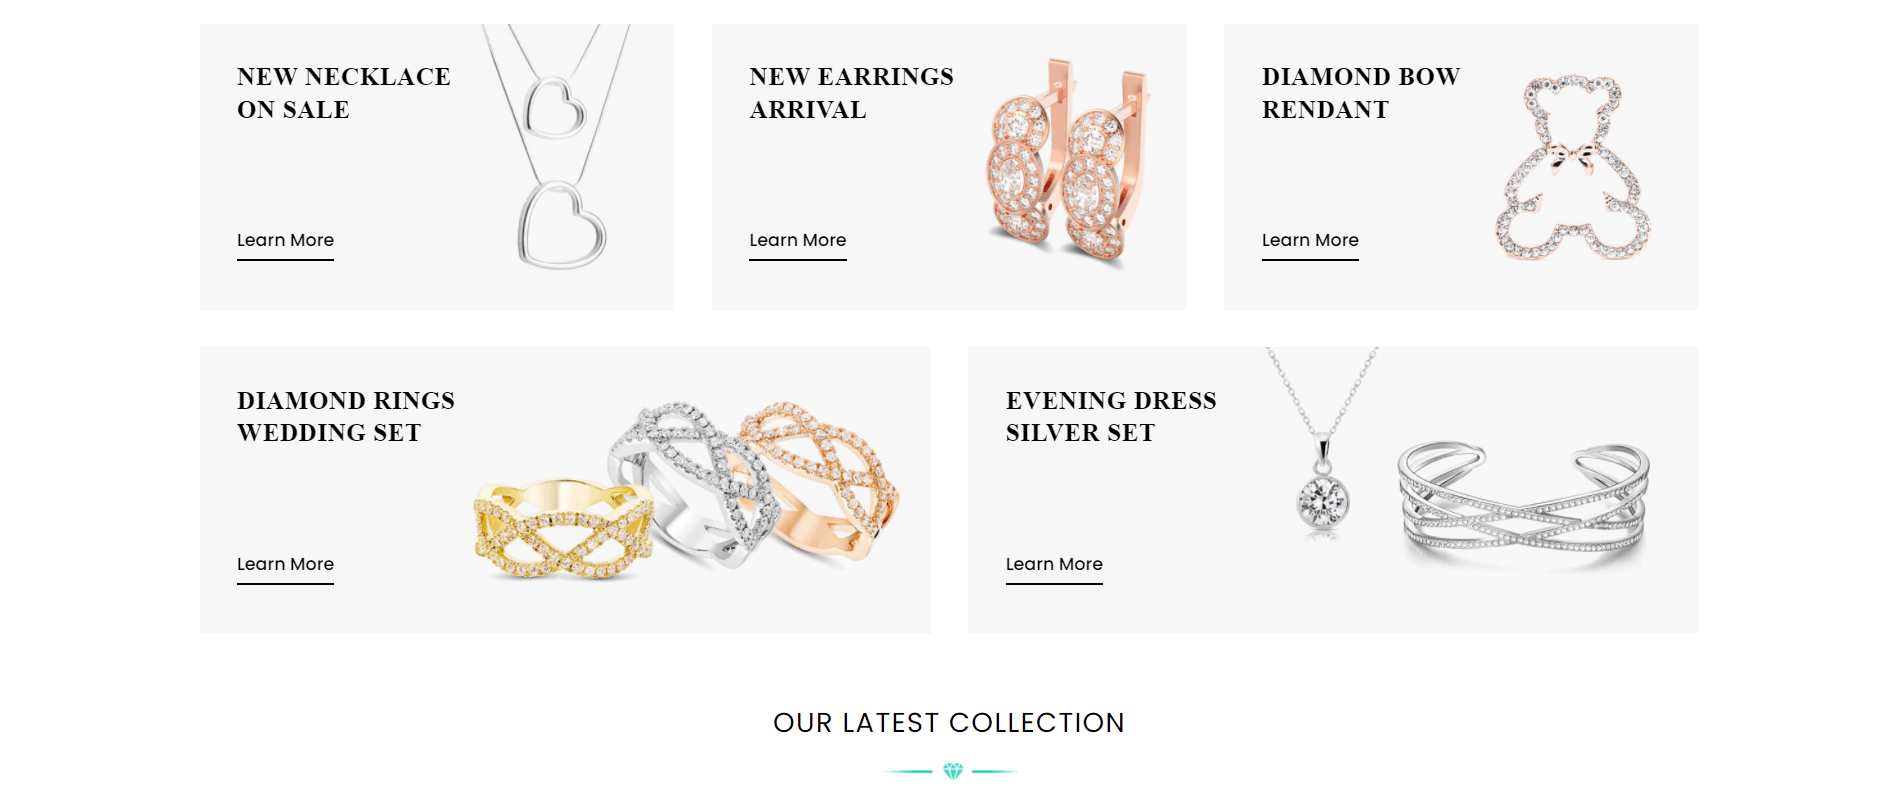 NEW NECKLACE
ON SALE
Learn More
NEW EARRINGS
ARRIVAL
Learn More
DIAMOND BOW
RENDANT
Learn More
DIAMOND RINGS
WEDDING SET
Learn More
EVENING DRESS
SILVER SET
Learn More
OUR LATEST COLLECTION